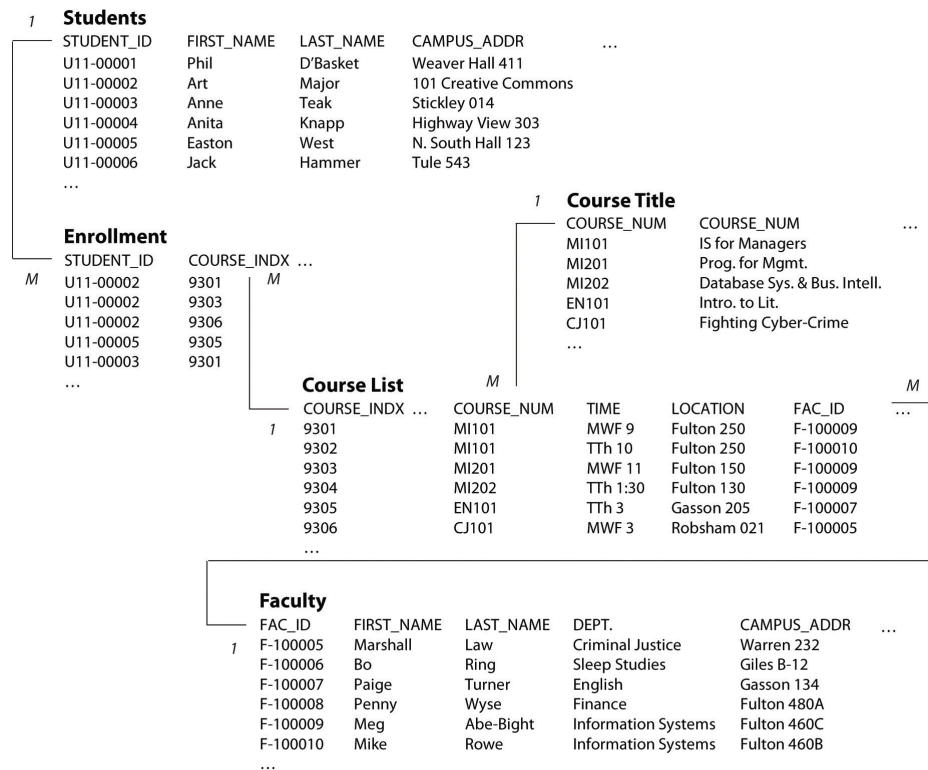 1 Students
STUDENT_ID FIRST_NAME LAST_NAME CAMPUS_ADDR ...
U11-00001 Phil D'Basket Weaver Hall 411
U11-00002 Art Major 101 Creative Commons
U11-00003 Anne Teak Stickley 014
U11-00004 Anita Knapp Highway View 303
U11-00005 Easton West N. South Hall 123
U11-00006 Jack Hammer Tule 543
...
1 Course Title
COURSE_NUM COURSE_NUM ...
MI101 IS for Managers
MI201 Prog. for Mgmt.
MI202 Database Sys. & Bus. Intell.
EN101 Intro. to Lit.
CJ101 Fighting Cyber-Crime
...
Enrollment
STUDENT_ID COURSE_INDX ...
M U11-00002 9301 M
U11-00002 9303
U11-00002 9306
U11-00005 9305
U11-00003 9301
...
Course List M M
COURSE_INDX ... COURSE_NUM TIME LOCATION FAC_ID ...
1 9301 MI101 MWF 9 Fulton 250 F-100009
9302 MI101 TTh 10 Fulton 250 F-100010
9303 MI201 MWF 11 Fulton 150 F-100009
9304 MI202 TTh 1:30 Fulton 130 F-100009
9305 EN101 TTh 3 Gasson 205 F-100007
9306 CJ101 MWF 3 Robsham 021 F-100005
...
Faculty
FAC_ID FIRST_NAME LAST_NAME DEPT. CAMPUS_ADDR ...
1 F-100005 Marshall Law Criminal Justice Warren 232
F-100006 Bo Ring Sleep Studies Giles B-12
F-100007 Paige Turner English Gasson 134
F-100008 Penny Wyse Finance Fulton 480A
F-100009 Meg Abe-Bight Information Systems Fulton 460C
F-100010 Mike Rowe Information Systems Fulton 460B
...